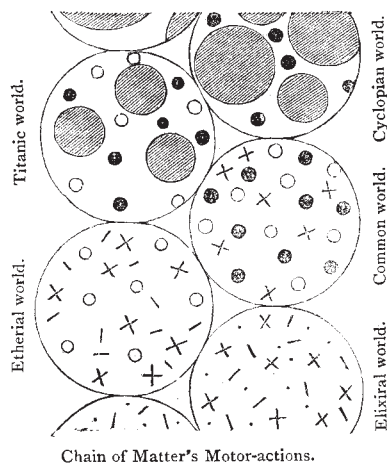 Titanic world.
Cyclopian world.
Common world.
Etherial world.
Elixiral world.
Chain of Matter's Motor-actions.